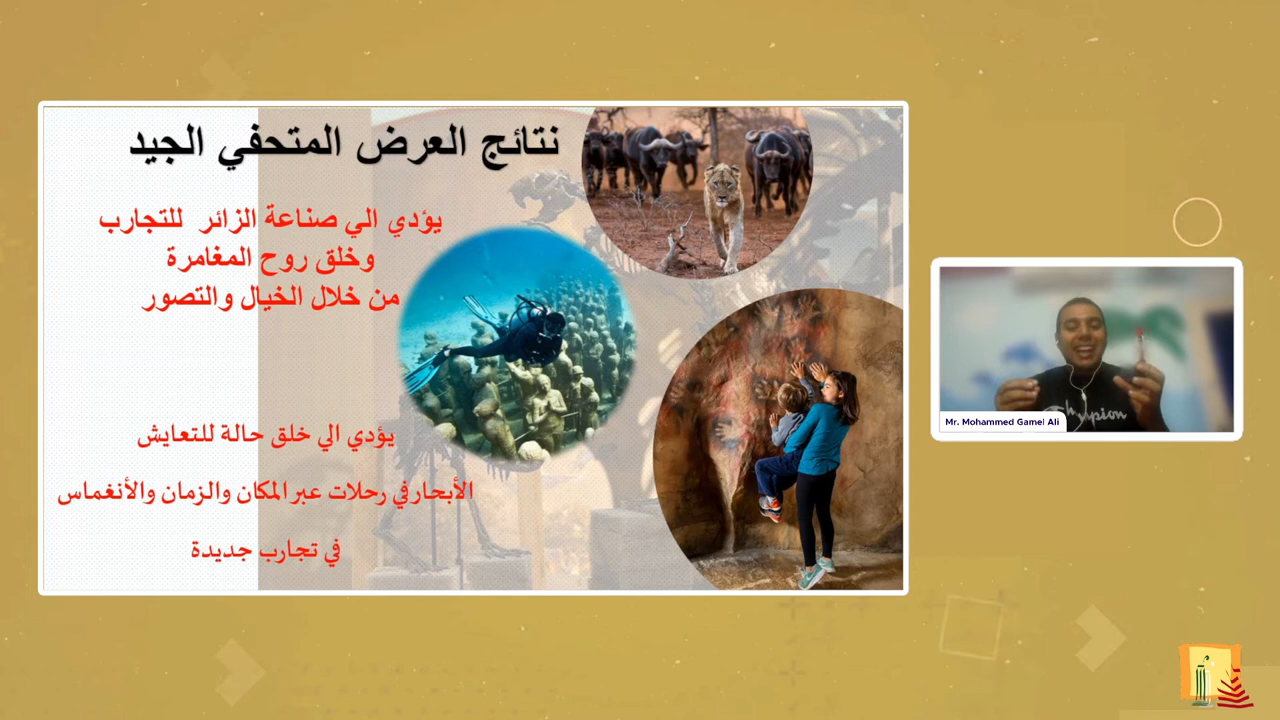 نتائج العرض المتحفي الجيد
يؤدي الي صناعة الزائر للتجارب
وخلق روح المغامرة
من خلال الخيال والتصور
يؤدي الي خلق حالة للتعايش
الأبحار في رحلات عبر المكان والزمان والأنغماس
في تجارب جديدة
Champion
Mr. Mohammed Gamel Ali